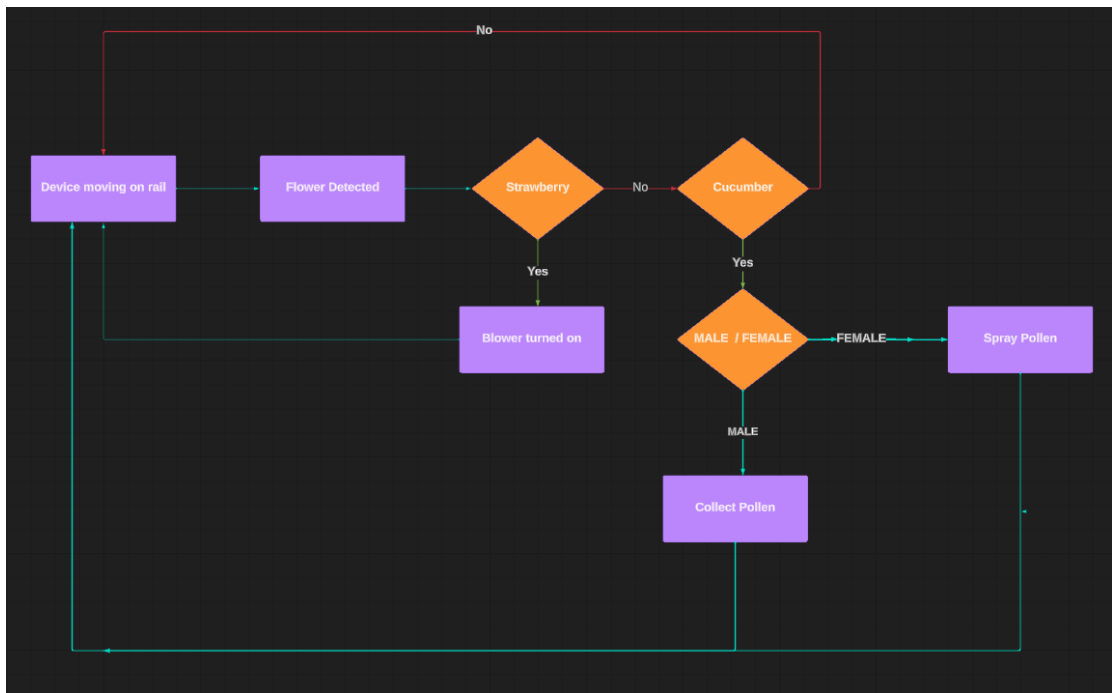 No
Device moving on rail
Flower Detected
Strawberry
No
Cucumber
Yes
Yes
Blower turned on
MALE / FEMALE
FEMALE
Spray Pollen
MALE
Collect Pollen